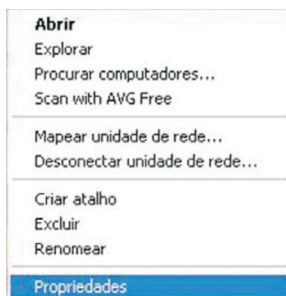 Abrir
Explorar
Procurar computadores...
Scan with AVG Free
Mapear unidade de rede...
Desconectar unidade de rede...
Criar atalho
Excluir
Renomear
Propriedades